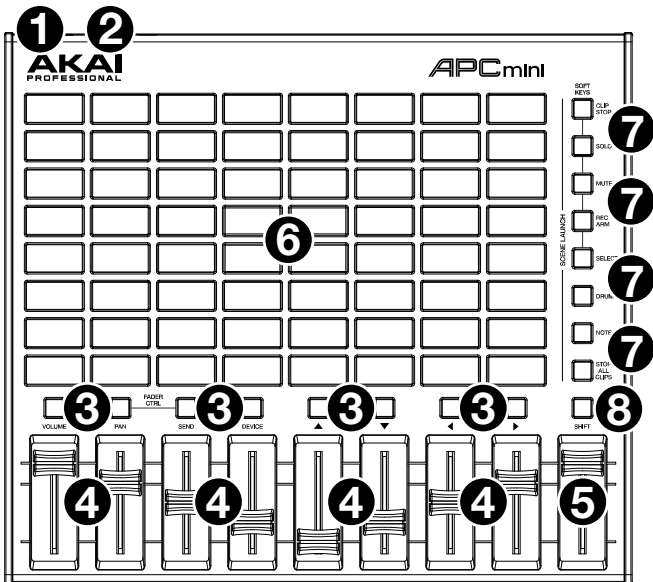 1 2
AKAI
PROFESSIONAL
APCmini
SOFT
KEYS
CLIP
STOP
7
SOLO
MUTE
7
REC
ARM
SCENE LAUNCH
6
SELECT
7
DRUM
NOTE
7
STOP
ALL
CLIPS
3 FADER
CTRL 3 3 3 8
VOLUME PAN SEND DEVICE ▲ ▼ ◀ ▶ SHIFT
4 4 4 4 5